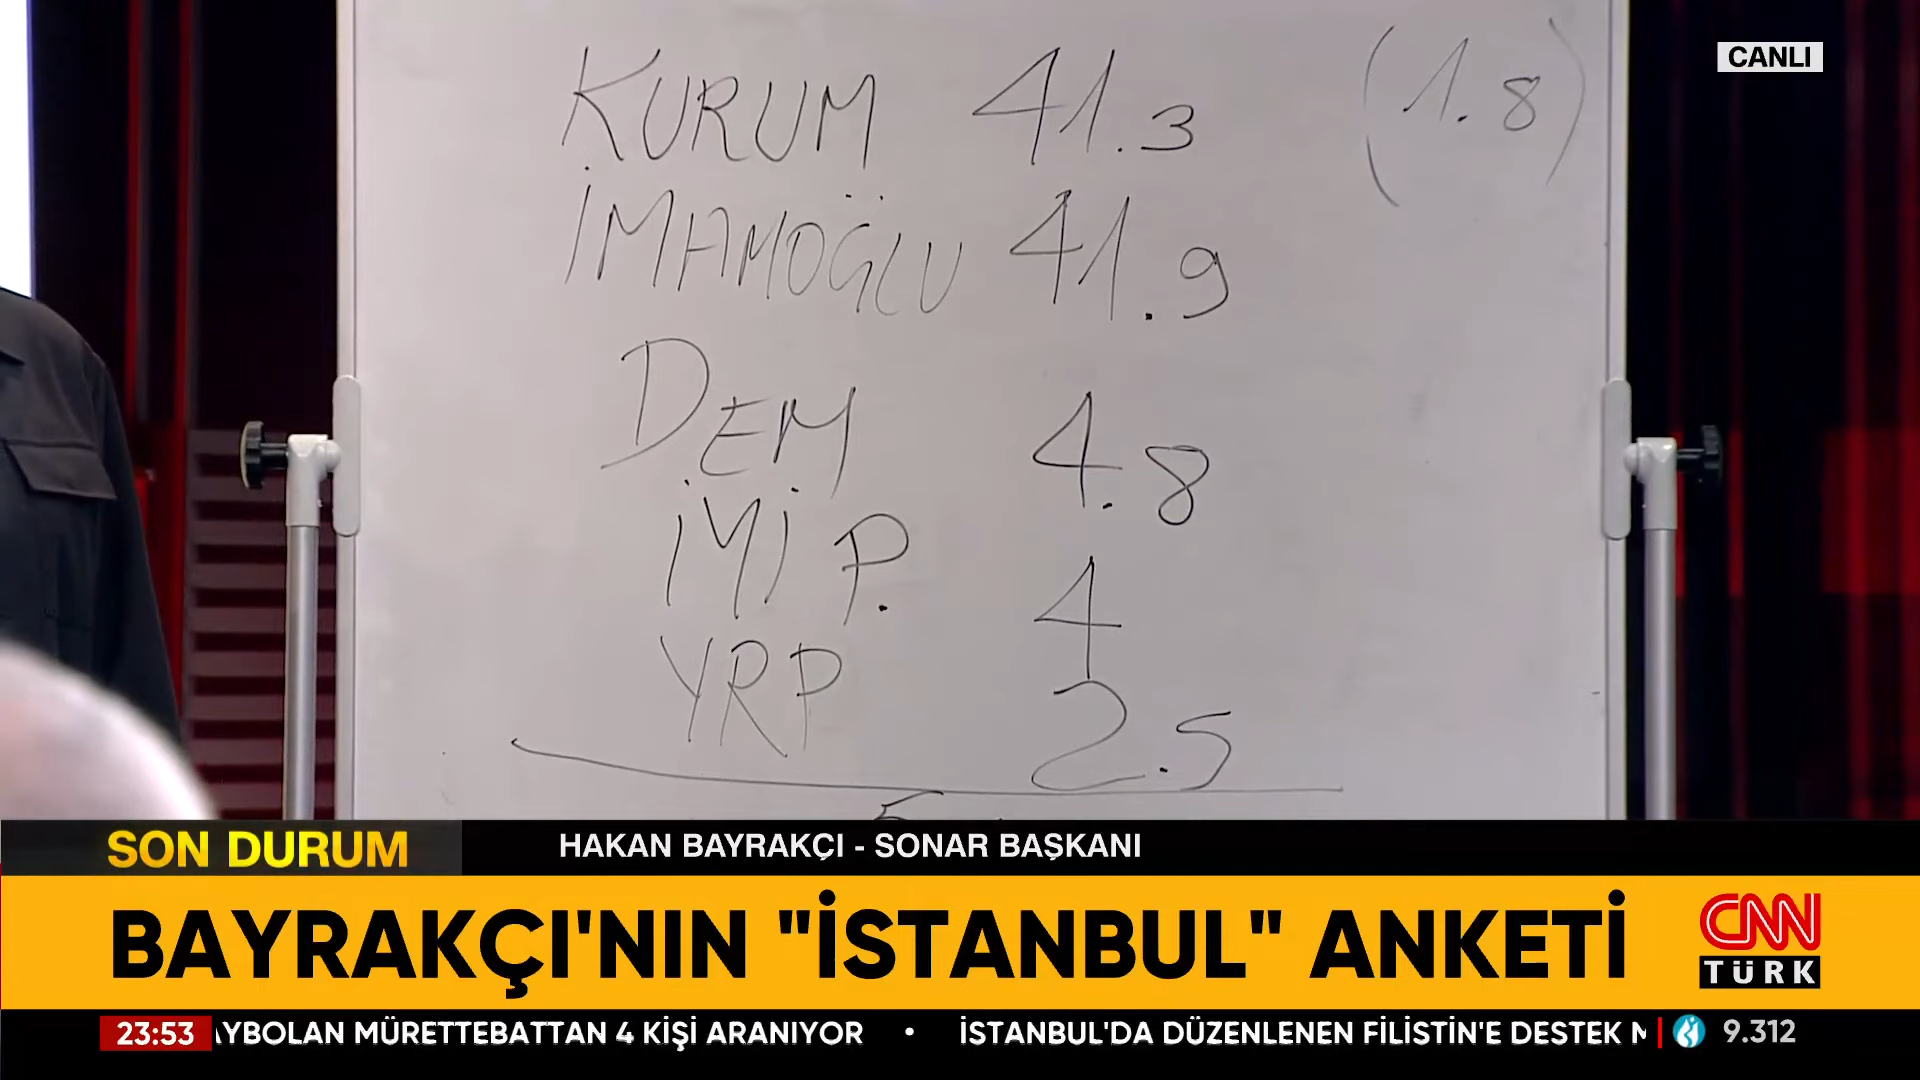 CANLI
KURUM 41.3 (1.8)
İMAMOĞLU 41.9
DEM 4.8
İYİ P. 4
YRP 2.5
SON DURUM
HAKAN BAYRAKÇI - SONAR BAŞKANI
BAYRAKÇI'NIN "İSTANBUL" ANKETİ
CNN
TÜRK
23:53 AYBOLAN MÜRETTEBATTAN 4 KİŞİ ARANIYOR • İSTANBUL'DA DÜZENLENEN FİLİSTİN'E DESTEK 9.312